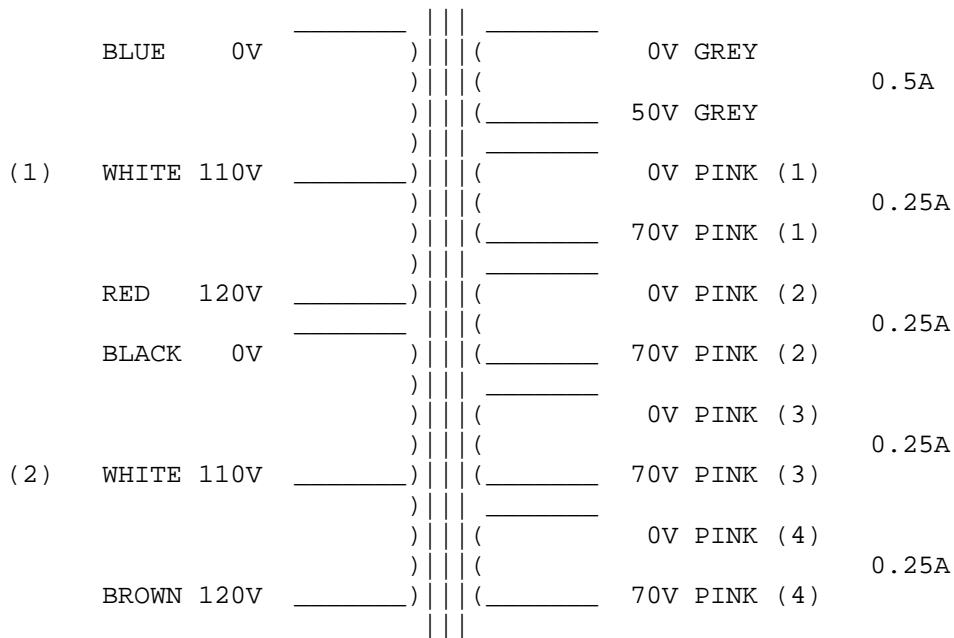 BLUE 0V 0V GREY
0.5A
50V GREY
(1) WHITE 110V 0V PINK (1)
0.25A
70V PINK (1)
RED 120V 0V PINK (2)
0.25A
BLACK 0V 70V PINK (2)
0V PINK (3)
0.25A
(2) WHITE 110V 70V PINK (3)
0V PINK (4)
0.25A
BROWN 120V 70V PINK (4)